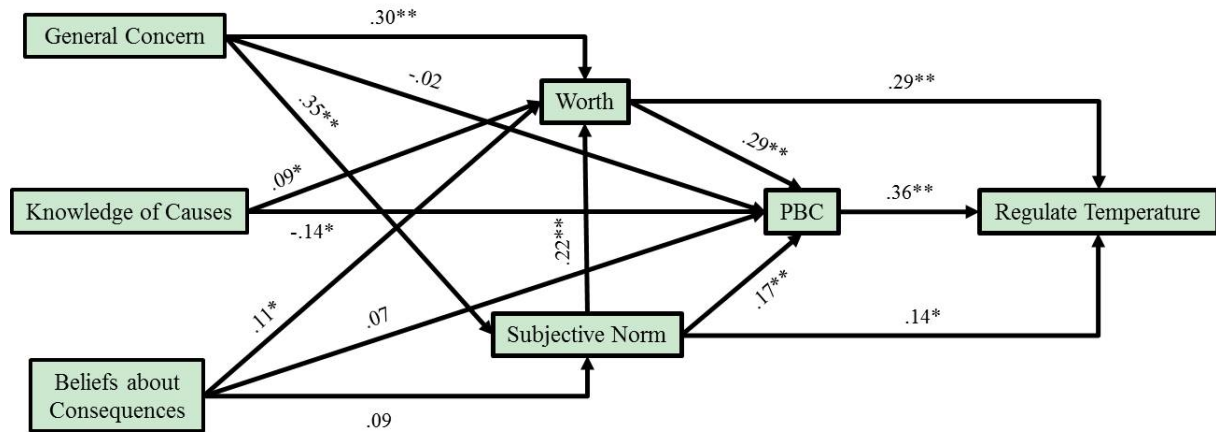 General Concern
.30**
-.02
.35**
Worth
.29**
.29**
Knowledge of Causes
.09*
-.14*
.22**
PBC
.36**
Regulate Temperature
.17**
.11*
.07
Subjective Norm
.14*
Beliefs about
Consequences
.09